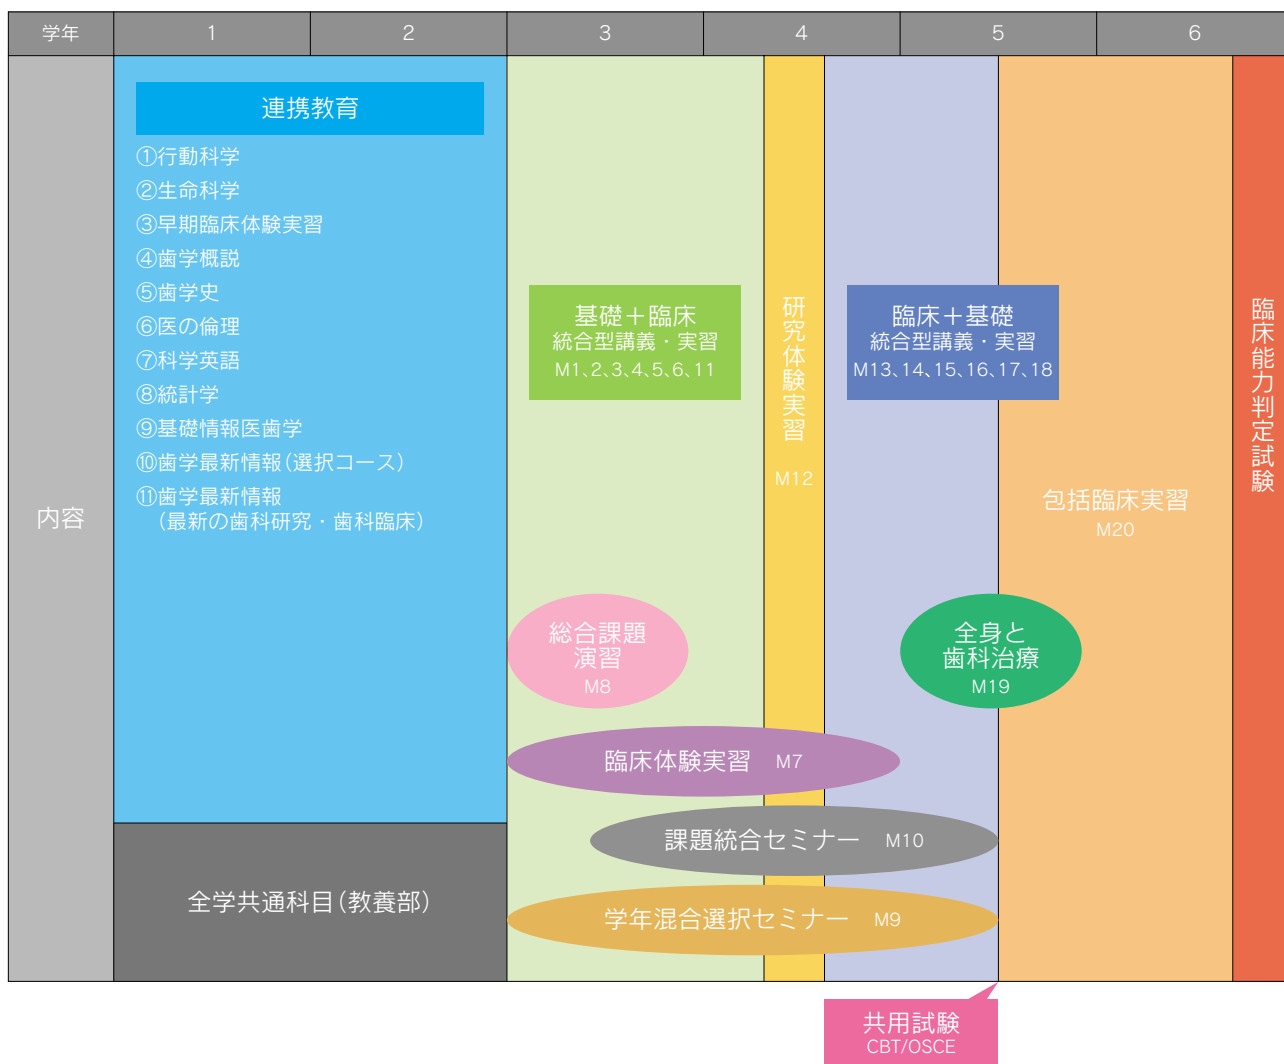 学年
1
2
3
4
5
6
内容
連携教育
①行動科学
②生命科学
③早期臨床体験実習
④歯学概説
⑤歯学史
⑥医の倫理
⑦科学英語
⑧統計学
⑨基礎情報医歯学
⑩歯学最新情報(選択コース)
⑪歯学最新情報
(最新の歯科研究・歯科臨床)
全学共通科目(教養部)
基礎+臨床
統合型講義・実習
M1、2、3、4、5、6、11
研究体験実習
M12
臨床+基礎
統合型講義・実習
M13、14、15、16、17、18
包括臨床実習
M20
臨床能力判定試験
総合課題
演習
M8
全身と
歯科治療
M19
臨床体験実習 M7
課題統合セミナー M10
学年混合選択セミナー M9
共用試験
CBT/OSCE